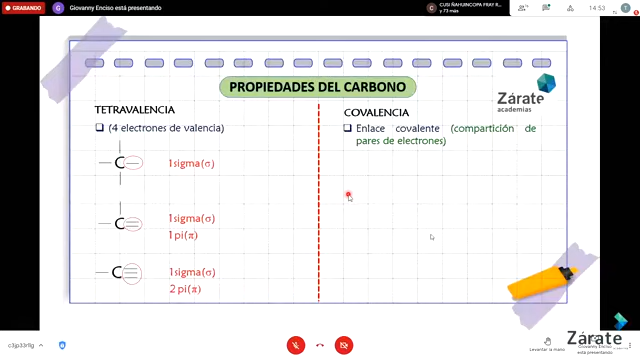 GRABANDO
Giovanny Enciso está presentando
CUSI ÑAHUINCOPA FRAY R...
y 73 más
14:53
PROPIEDADES DEL CARBONO
Zárate
academias
TETRAVALENCIA
(4 electrones de valencia)
C
1sigma(σ)
C
1sigma(σ)
1pi(π)
C
1sigma(σ)
2pi(π)
COVALENCIA
Enlace covalente (compartición de
pares de electrones)
c3jp33rllg
Levantar la mano
Giovanny Enciso
está presentando
Zárate